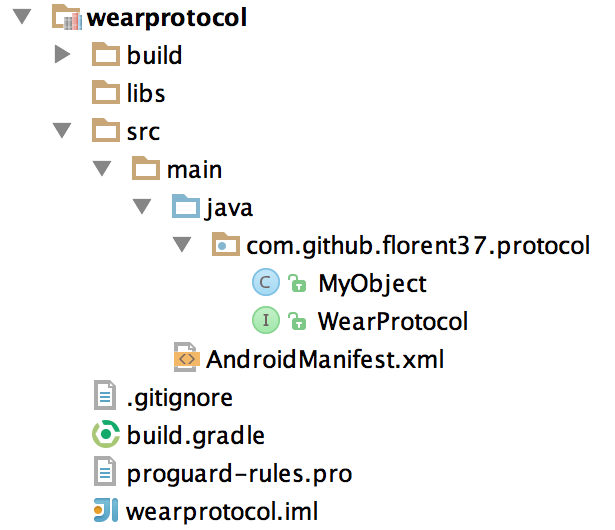 wearprotocol
build
libs
src
main
java
com.github.florent37.protocol
C MyObject
I WearProtocol
<> AndroidManifest.xml
.gitignore
build.gradle
proguard-rules.pro
wearprotocol.iml